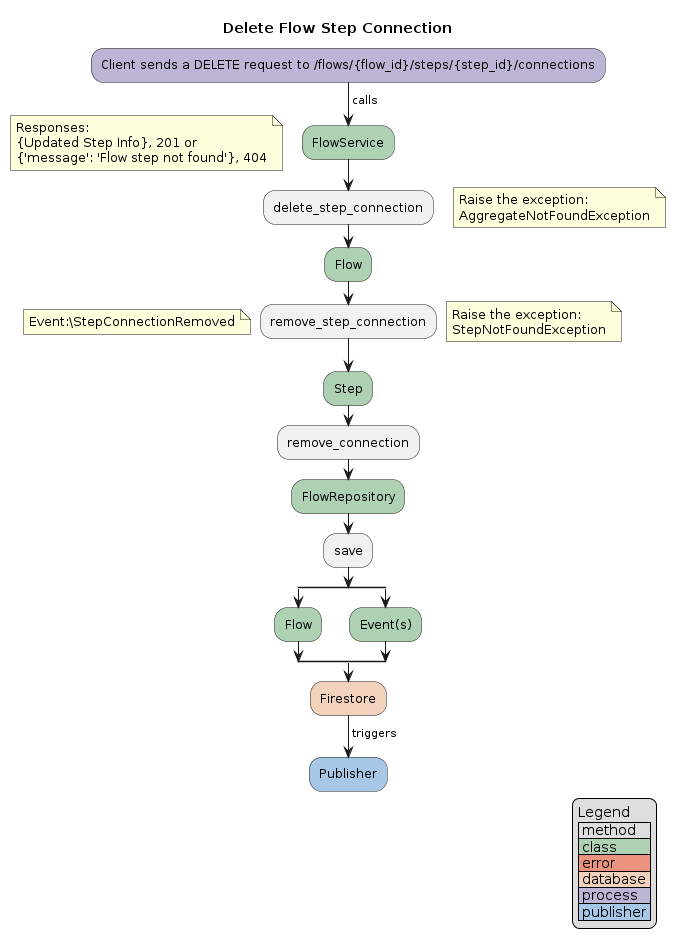 Delete Flow Step Connection
Client sends a DELETE request to /flows/{flow_id}/steps/{step_id}/connections
calls
Responses:
{Updated Step Info}, 201 or
{'message': 'Flow step not found'}, 404
FlowService
delete_step_connection
Raise the exception:
AggregateNotFoundException
Flow
Event:\StepConnectionRemoved
remove_step_connection
Raise the exception:
StepNotFoundException
Step
remove_connection
FlowRepository
save
Flow
Event(s)
Firestore
triggers
Publisher
Legend
method
class
error
database
process
publisher